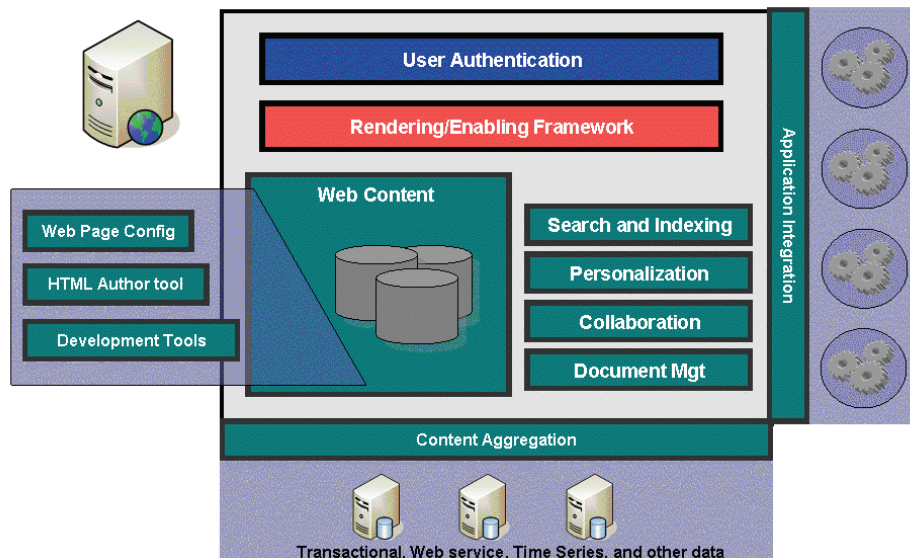 User Authentication
Rendering/Enabling Framework
Web Content
Web Page Config
HTML Author tool
Development Tools
Search and Indexing
Personalization
Collaboration
Document Mgt
Application Integration
Content Aggregation
Transactional, Web service, Time Series, and other data